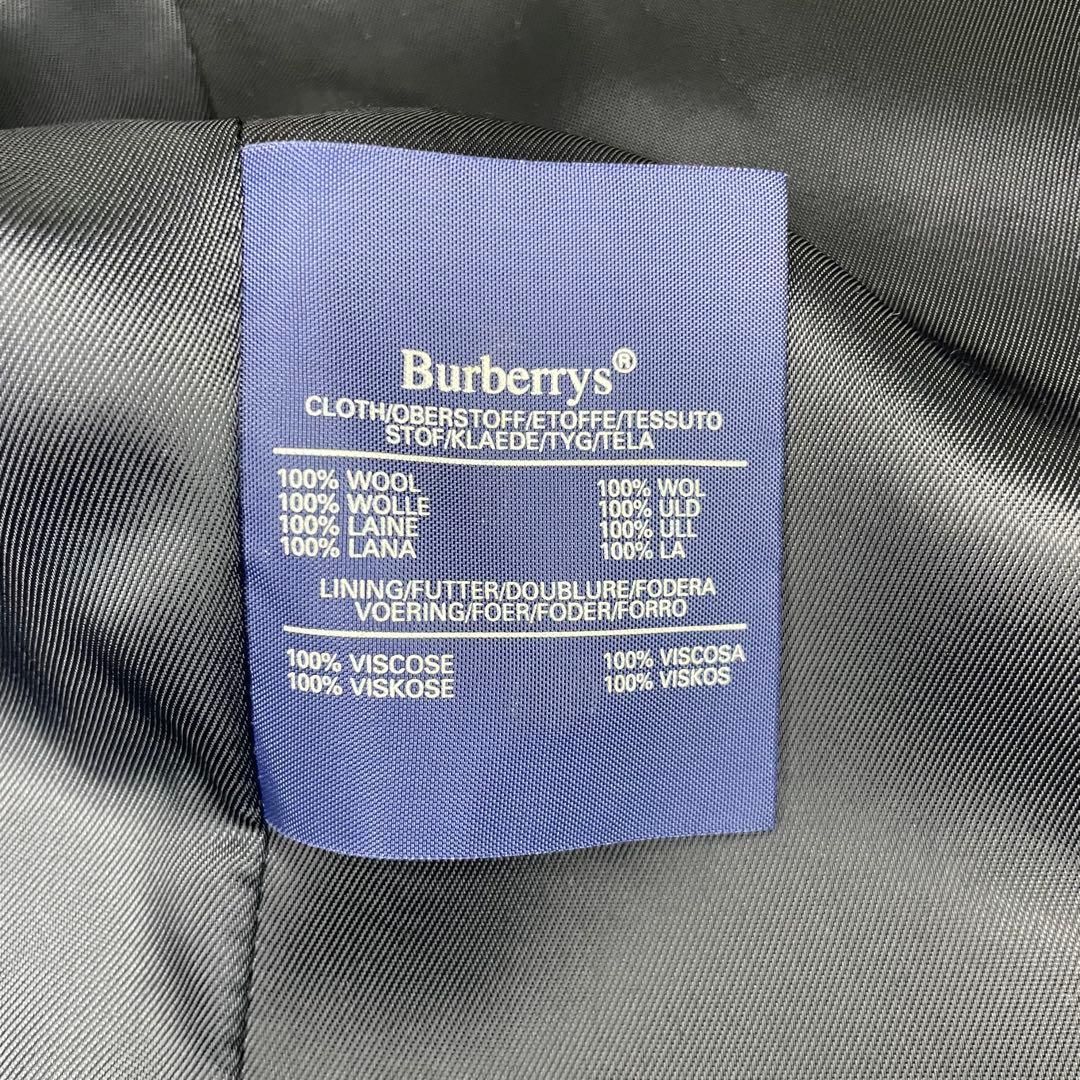 Burberrys®
CLOTH/OBERSTOFF/ETOFFE/TESSUTO
STOF/KLAEDE/TYG/TELA
100% WOOL 100% WOL
100% WOLLE 100% ULD
100% LAINE 100% ULL
100% LANA 100% LA
LINING/FUTTER/DOUBLURE/FODERA
VOERING/FOER/FODER/FORRO
100% VISCOSE 100% VISCOSA
100% VISKOSE 100% VISKOS